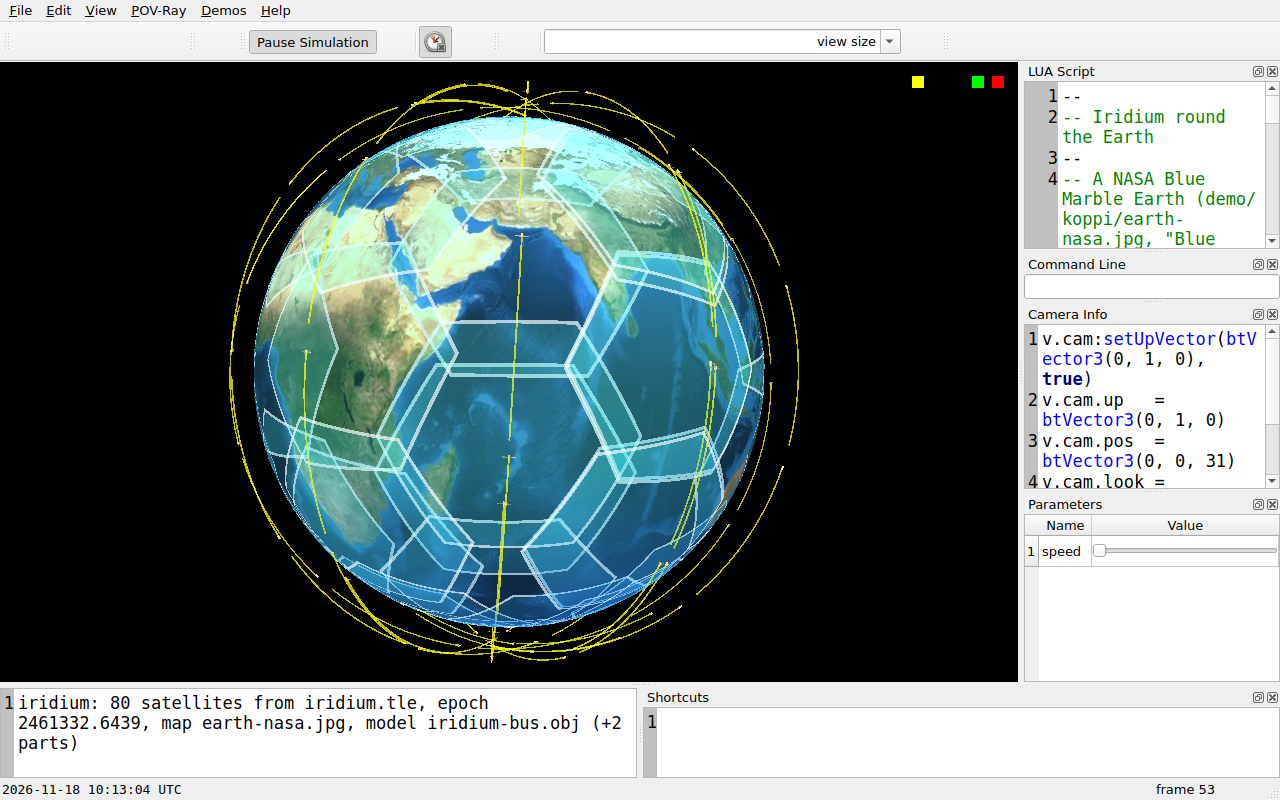 File Edit View POV-Ray Demos Help
Pause Simulation
view size
LUA Script
1 --
2 -- Iridium round
the Earth
3 --
4 -- A NASA Blue
Marble Earth (demo/
koppi/earth-
nasa.jpg, "Blue
Command Line
Camera Info
1 v.cam:setUpVector(btV
ector3(0, 1, 0),
true)
2 v.cam.up   =
btVector3(0, 1, 0)
3 v.cam.pos  =
btVector3(0, 0, 31)
4 v.cam.look =
Parameters
Name Value
1 speed
1 iridium: 80 satellites from iridium.tle, epoch
2461332.6439, map earth-nasa.jpg, model iridium-bus.obj (+2
parts)
Shortcuts
1
2026-11-18 10:13:04 UTC
frame 53